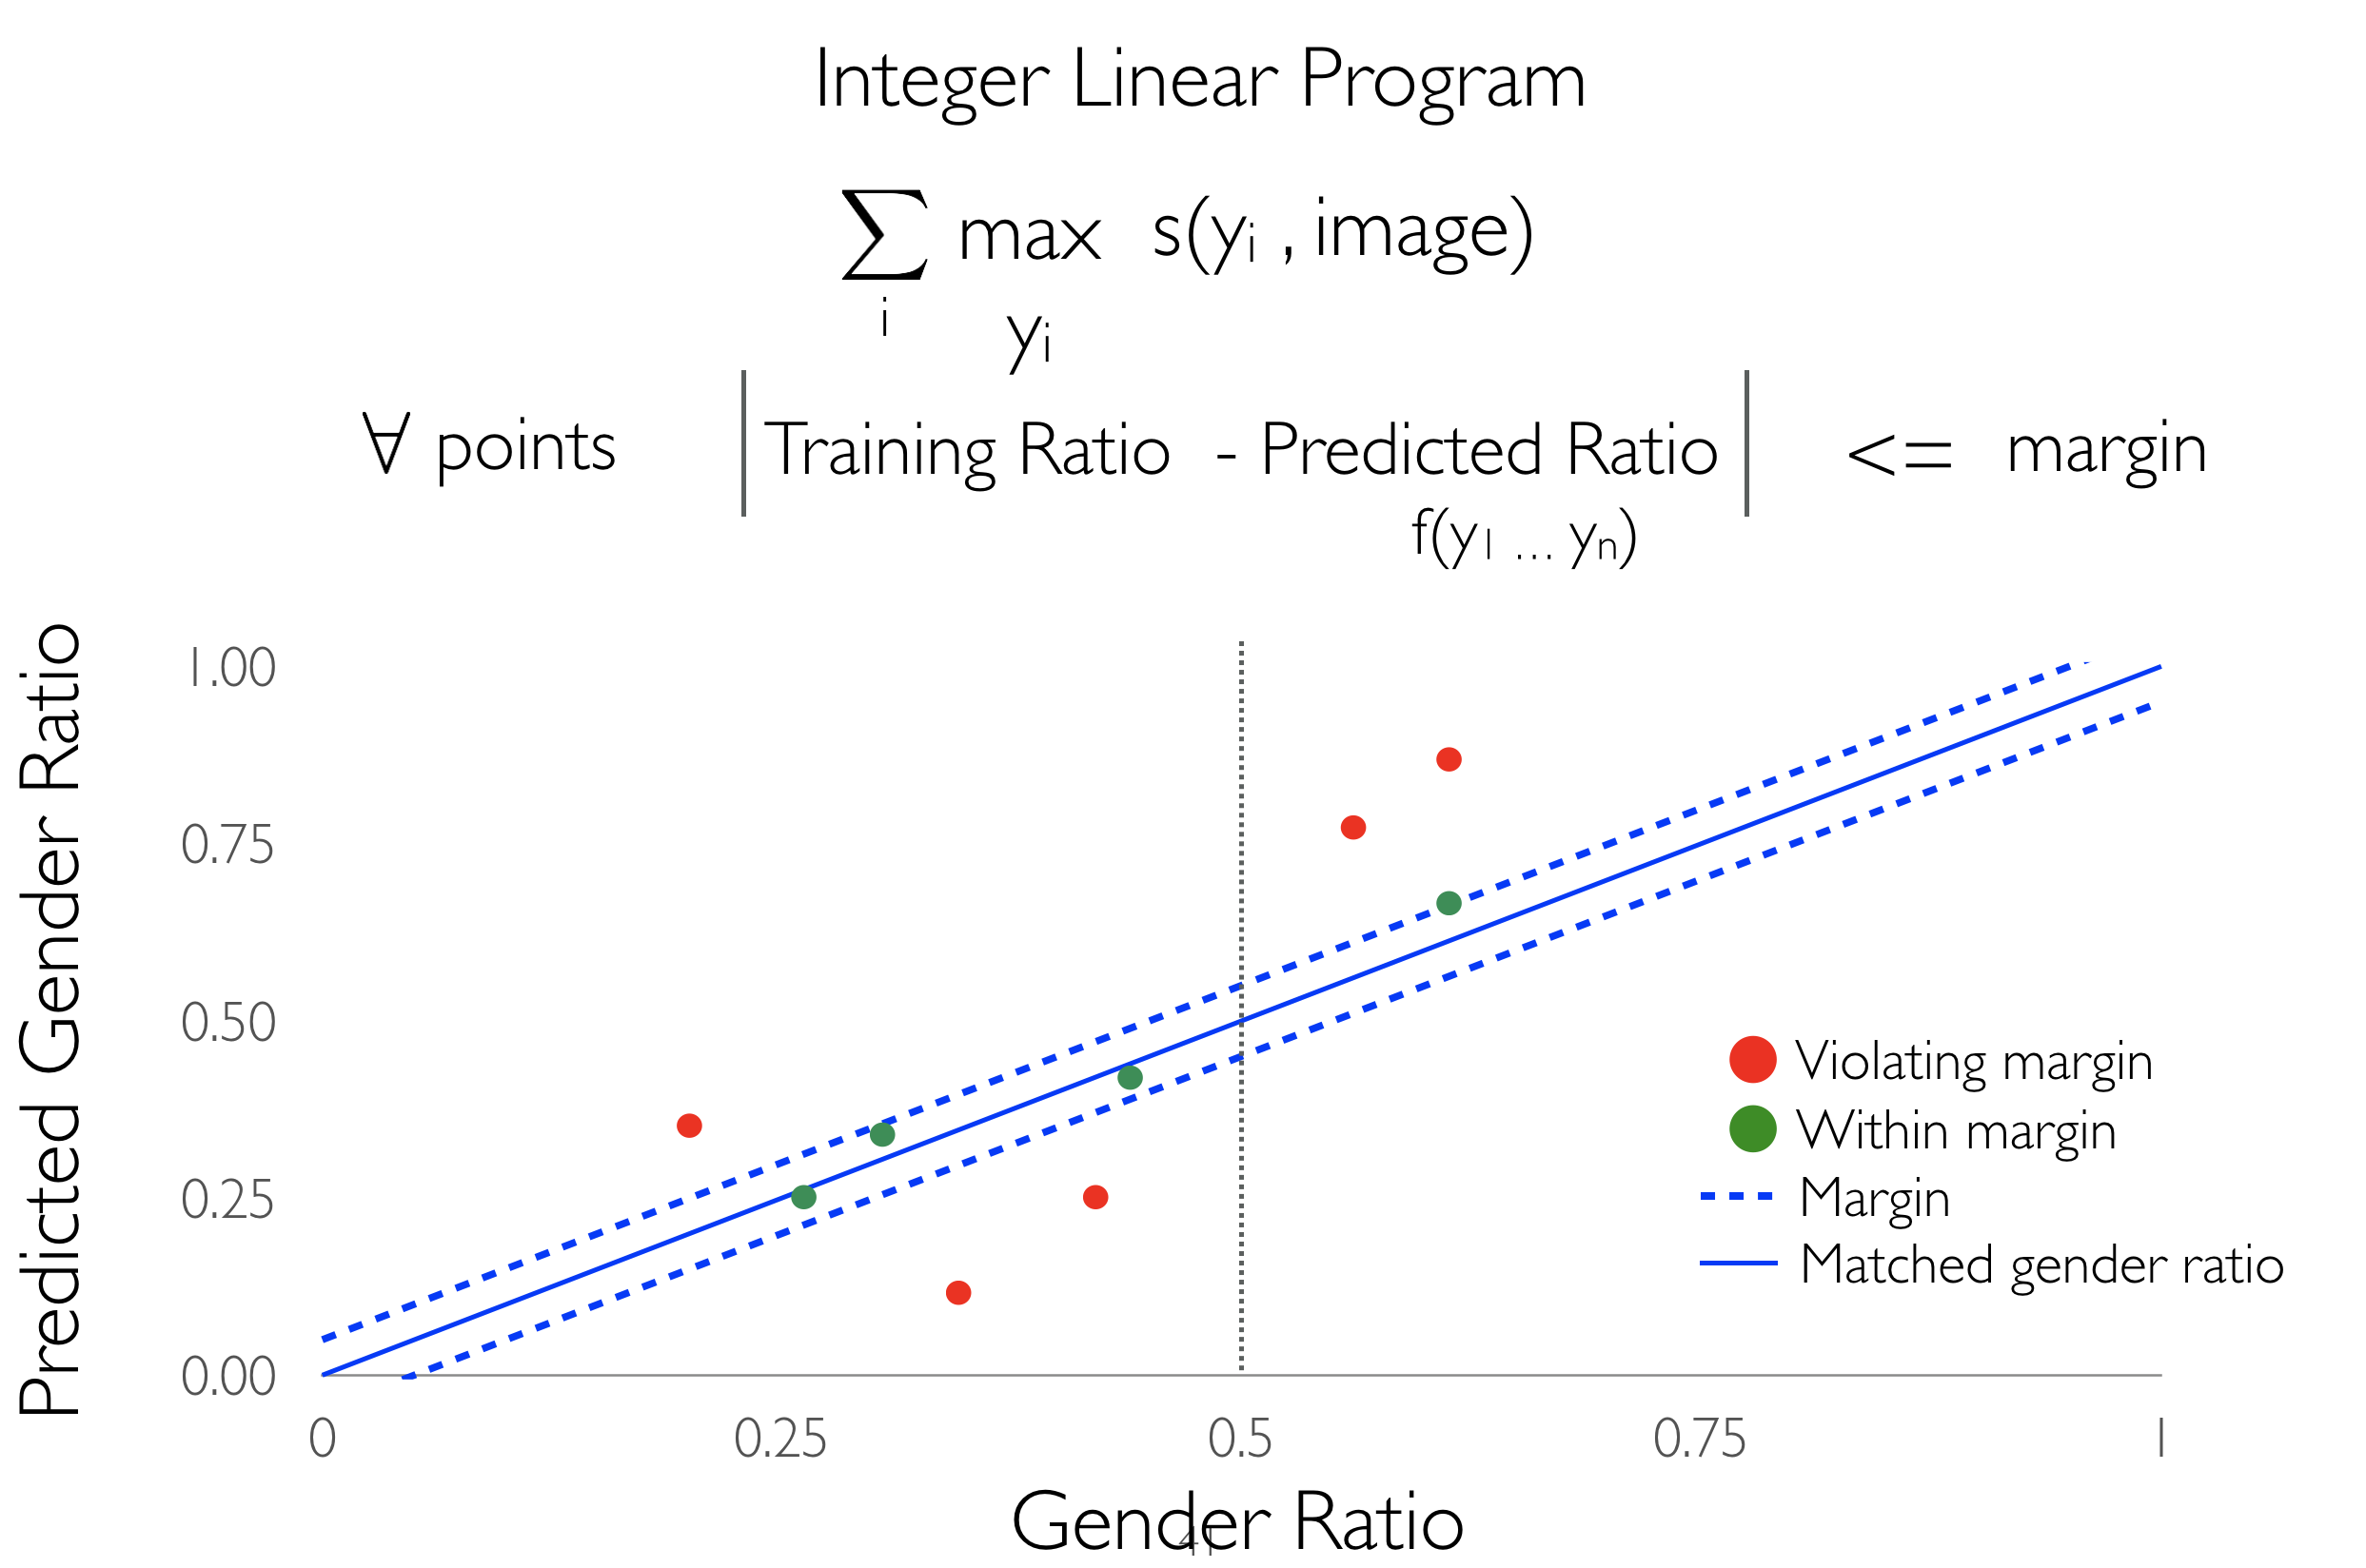 Integer Linear Program
∑ max s(yi , image)
i yi
∀ points |Training Ratio - Predicted Ratio| <= margin
f(y1 ... yn)
Predicted Gender Ratio
1.00
0.75
0.50
0.25
0.00
0 0.25 0.5 0.75 1
Violating margin
Within margin
Margin
Matched gender ratio
Gender Ratio
41